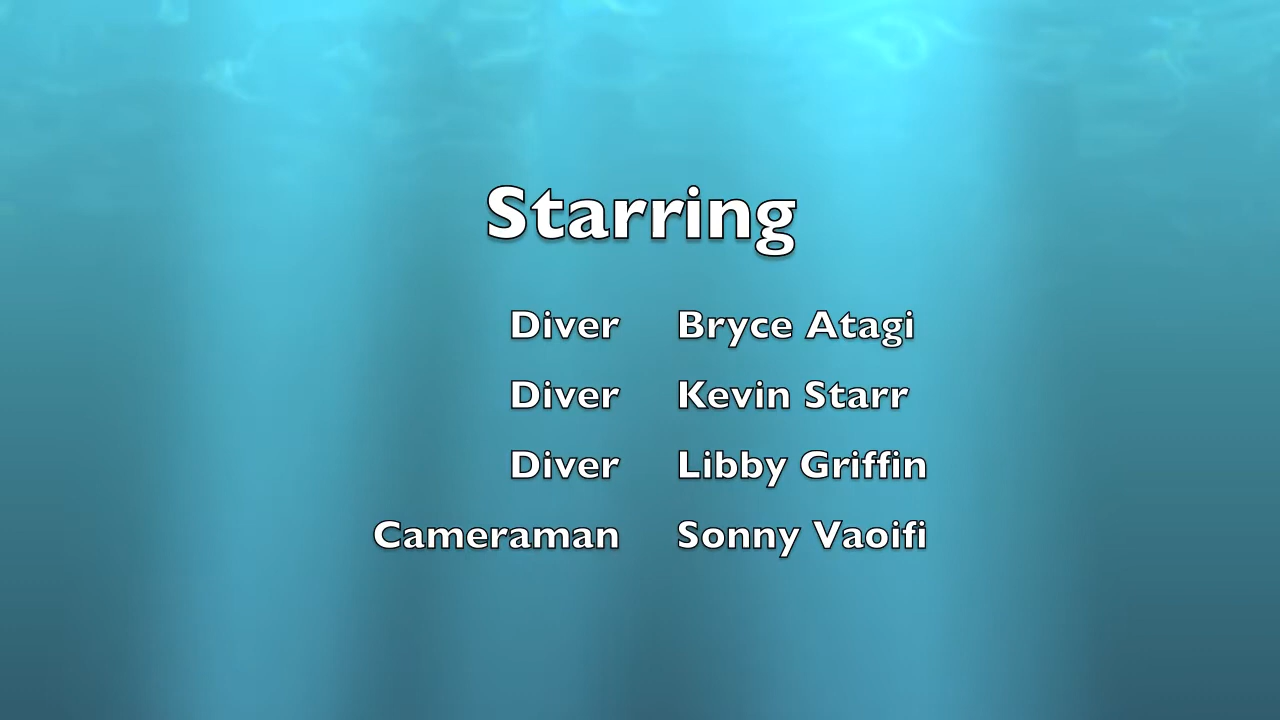 Starring
Diver Bryce Atagi
Diver Kevin Starr
Diver Libby Griffin
Cameraman Sonny Vaoifi